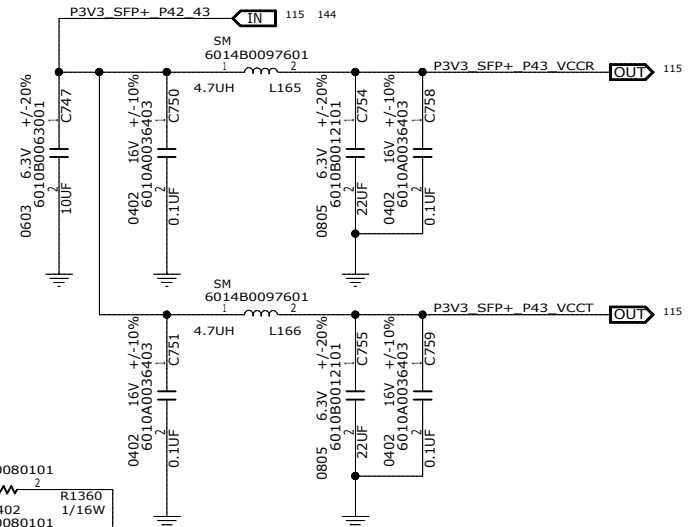 P3V3_SFP+_P42_43
IN
115 144
SM
6014B0097601
1
2
4.7UH
L165
P3V3_SFP+_P43_VCCR
OUT
115
0603 6.3V +/-20%
6010B0063001
1
C747
2
10UF
0402 16V +/-10%
6010A0036403
1
C750
2
0.1UF
0805 6.3V +/-20%
6010B0012101
1
C754
2
22UF
0402 16V +/-10%
6010A0036403
1
C758
2
0.1UF
SM
6014B0097601
1
2
4.7UH
L166
P3V3_SFP+_P43_VCCT
OUT
115
0402 16V +/-10%
6010A0036403
1
C751
2
0.1UF
0805 6.3V +/-20%
6010B0012101
1
C755
2
22UF
0402 16V +/-10%
6010A0036403
1
C759
2
0.1UF
0080101
2
R1360
402 1/16W
0080101